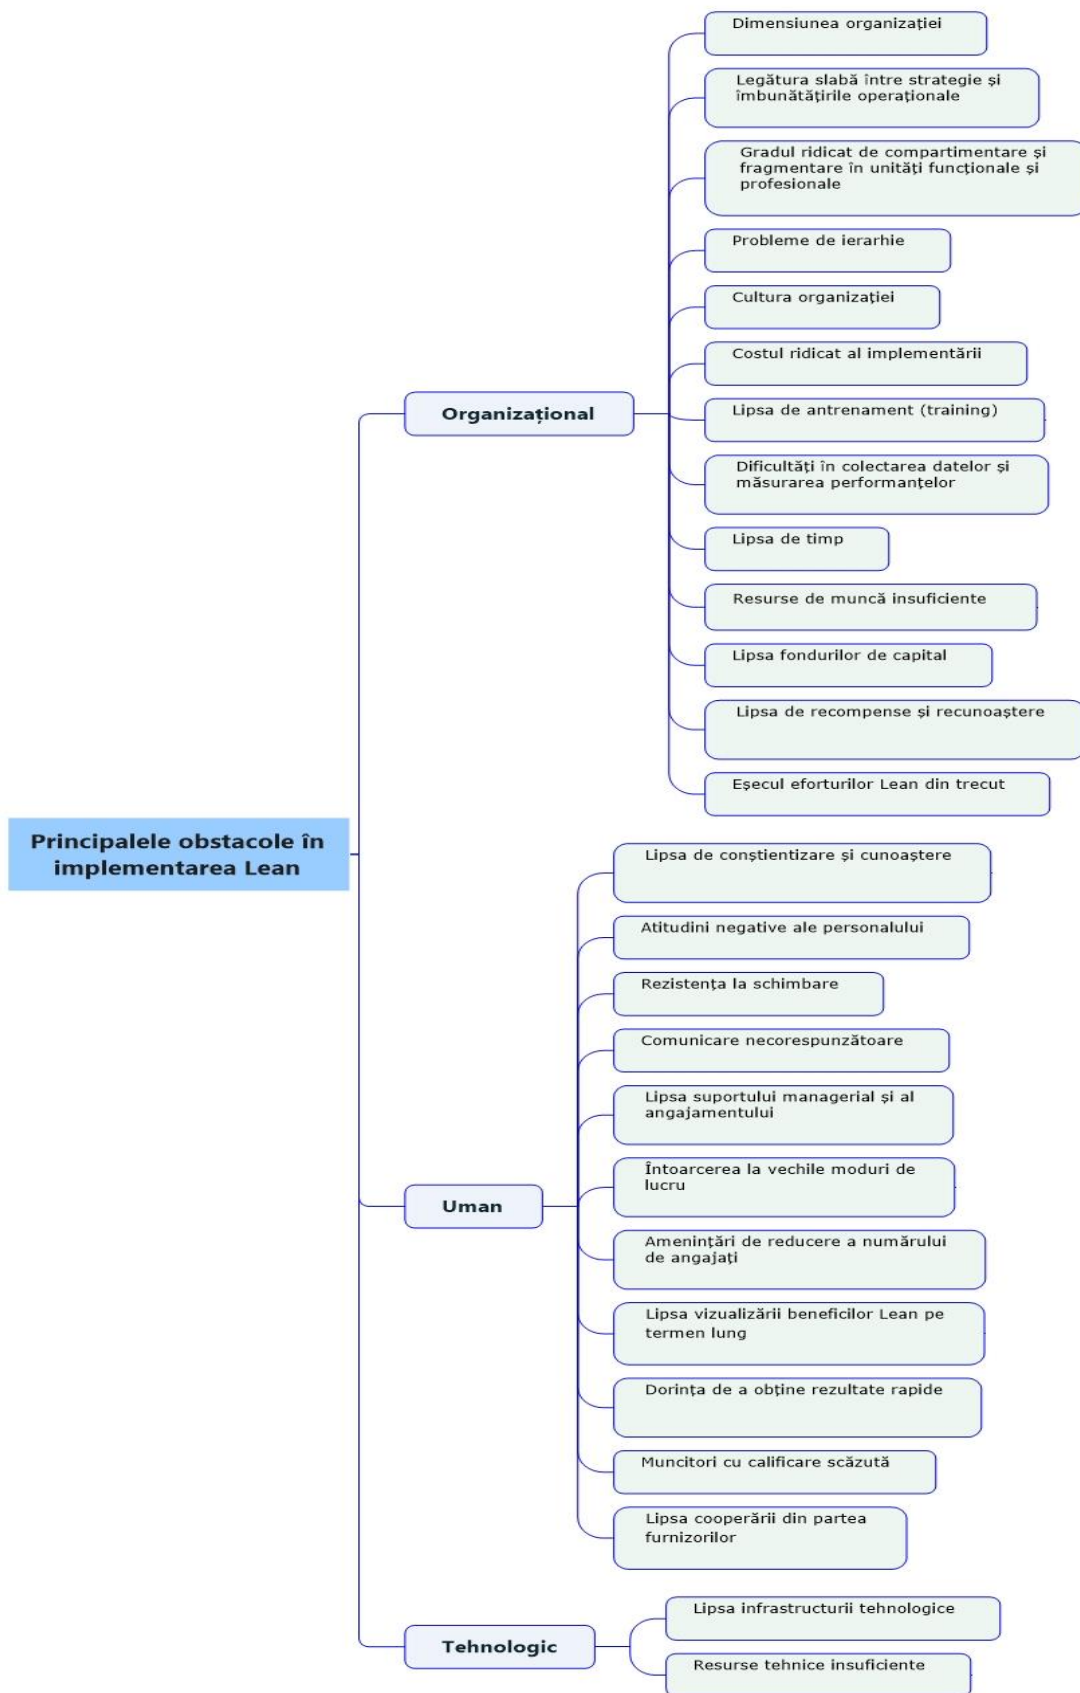 Principalele obstacole în
implementarea Lean
Organizațional
Dimensiunea organizației
Legătura slabă între strategie și
îmbunătățirile operaționale
Gradul ridicat de compartimentare și
fragmentare în unități funcționale și
profesionale
Probleme de ierarhie
Cultura organizației
Costul ridicat al implementării
Lipsa de antrenament (training)
Dificultăți în colectarea datelor și
măsurarea performanțelor
Lipsa de timp
Resurse de muncă insuficiente
Lipsa fondurilor de capital
Lipsa de recompense și recunoaștere
Eșecul eforturilor Lean din trecut
Uman
Lipsa de conștientizare și cunoaștere
Atitudini negative ale personalului
Rezistența la schimbare
Comunicare necorespunzătoare
Lipsa suportului managerial și al
angajamentului
Întoarcerea la vechile moduri de
lucru
Amenințări de reducere a numărului
de angajați
Lipsa vizualizării beneficilor Lean pe
termen lung
Dorința de a obține rezultate rapide
Muncitori cu calificare scăzută
Lipsa cooperării din partea
furnizorilor
Tehnologic
Lipsa infrastructurii tehnologice
Resurse tehnice insuficiente